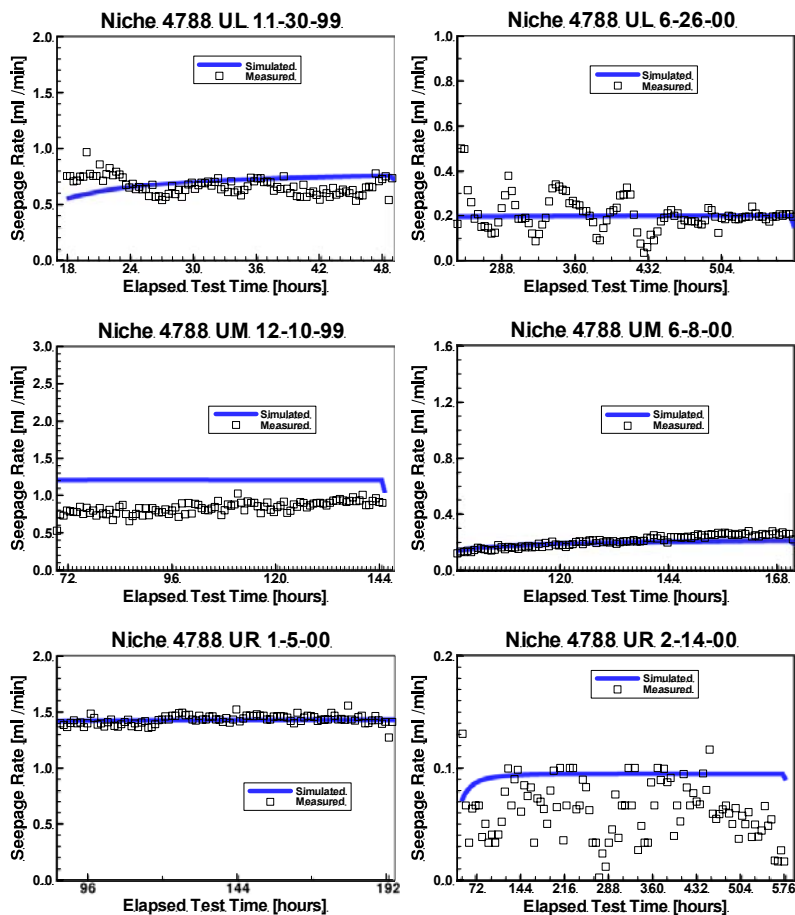 Niche 4788 UL 11-30-99
Seepage Rate [ml /min]
2.0
1.5
1.0
0.5
0.0
Simulated
Measured
18 24 30 36 42 48
Elapsed Test Time [hours]
Niche 4788 UL 6-26-00
Seepage Rate [ml /min]
1.0
0.8
0.6
0.4
0.2
0.0
Simulated
Measured
288 360 432 504
Elapsed Test Time [hours]
Niche 4788 UM 12-10-99
Seepage Rate [ml /min]
3.0
2.5
2.0
1.5
1.0
0.5
0.0
Simulated
Measured
72 96 120 144
Elapsed Test Time [hours]
Niche 4788 UM 6-8-00
Seepage Rate [ml /min]
1.6
1.2
0.8
0.4
0.0
Simulated
Measured
120 144 168
Elapsed Test Time [hours]
Niche 4788 UR 1-5-00
Seepage Rate [ml /min]
2.0
1.5
1.0
0.5
0.0
Simulated
Measured
96 144 192
Elapsed Test Time [hours]
Niche 4788 UR 2-14-00
Seepage Rate [ml /min]
0.2
0.1
0.0
Simulated
Measured
72 144 216 288 360 432 504 576
Elapsed Test Time [hours]